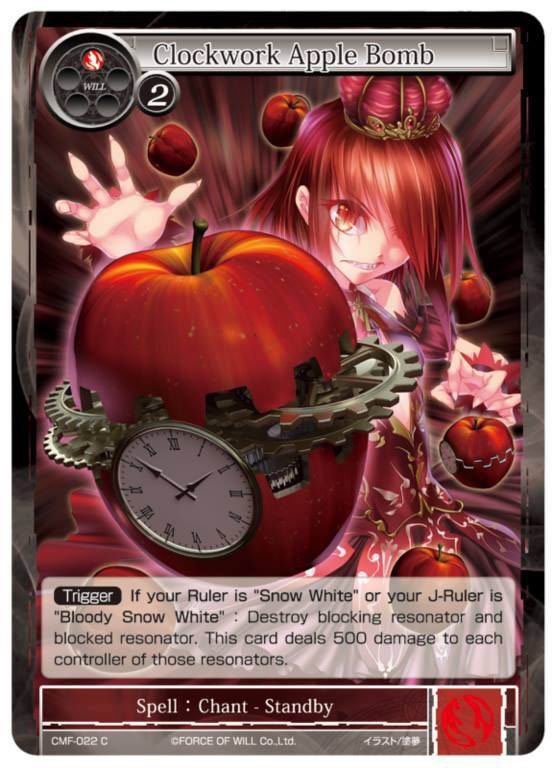 Clockwork Apple Bomb
WILL
2
XII
Trigger If your Ruler is "Snow White" or your J-Ruler is
"Bloody Snow White" : Destroy blocking resonator and
blocked resonator. This card deals 500 damage to each
controller of those resonators.
Spell : Chant - Standby
CMF-022 C ©FORCE OF WILL Co.,Ltd. イラスト/塗夢